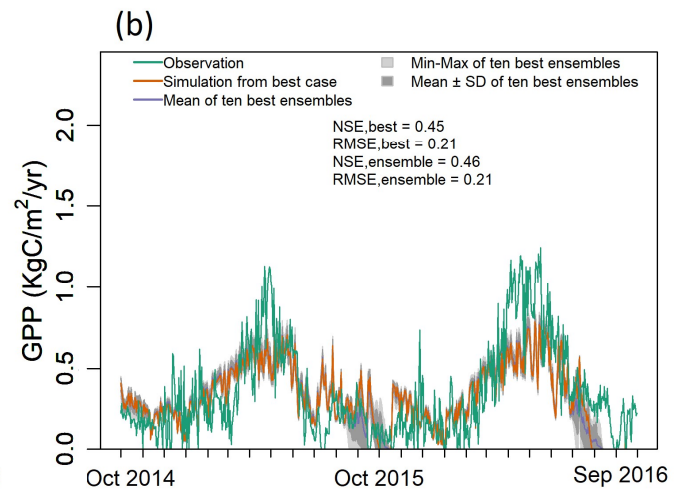 (b)
Observation
Simulation from best case
Mean of ten best ensembles
Min-Max of ten best ensembles
Mean ± SD of ten best ensembles
NSE,best = 0.45
RMSE,best = 0.21
NSE,ensemble = 0.46
RMSE,ensemble = 0.21
GPP (KgC/m²/yr)
2.0
1.5
1.0
0.5
0.0
Oct 2014
Oct 2015
Sep 2016